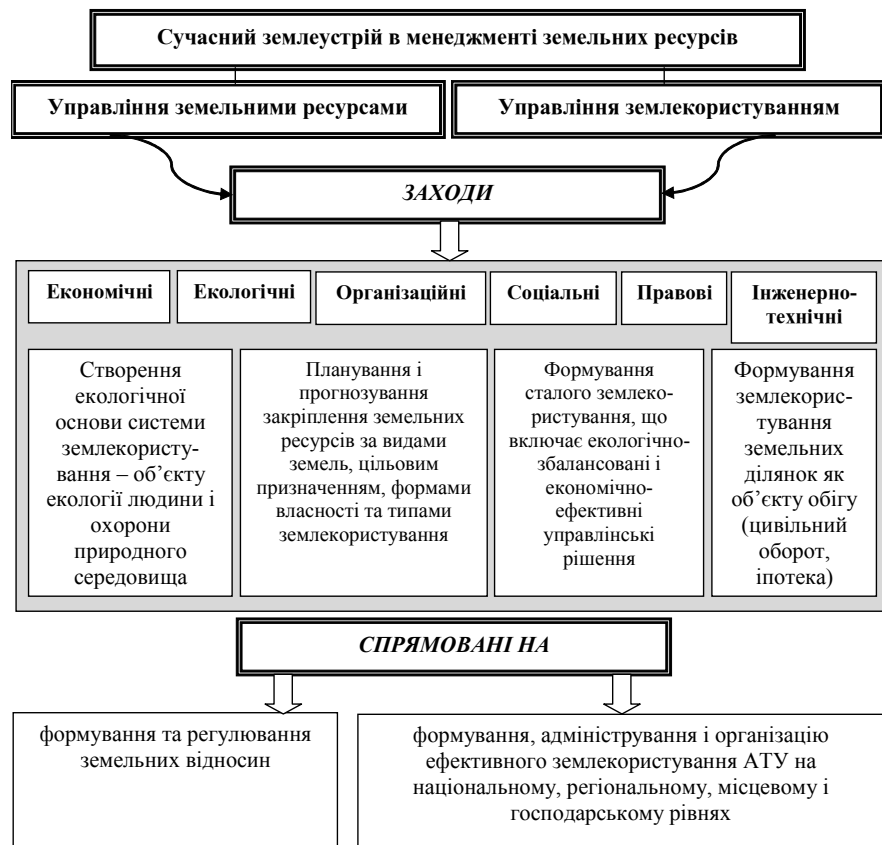 Сучасний землеустрій в менеджменті земельних ресурсів
Управління земельними ресурсами
Управління землекористуванням
ЗАХОДИ
Економічні
Екологічні
Організаційні
Соціальні
Правові
Інженерно-
технічні
Створення
екологічної
основи системи
землекористу-
вання – об’єкту
екології людини і
охорони
природного
середовища
Планування і
прогнозування
закріплення земельних
ресурсів за видами
земель, цільовим
призначенням, формами
власності та типами
землекористування
Формування
сталого землеко-
ристування, що
включає екологічно-
збалансовані і
економічно-
ефективні
управлінські
рішення
Формування
землекорис-
тування
земельних
ділянок як
об’єкту обігу
(цивільний
оборот,
іпотека)
СПРЯМОВАНІ НА
формування та регулювання
земельних відносин
формування, адміністрування і організацію
ефективного землекористування АТУ на
національному, регіональному, місцевому і
господарському рівнях